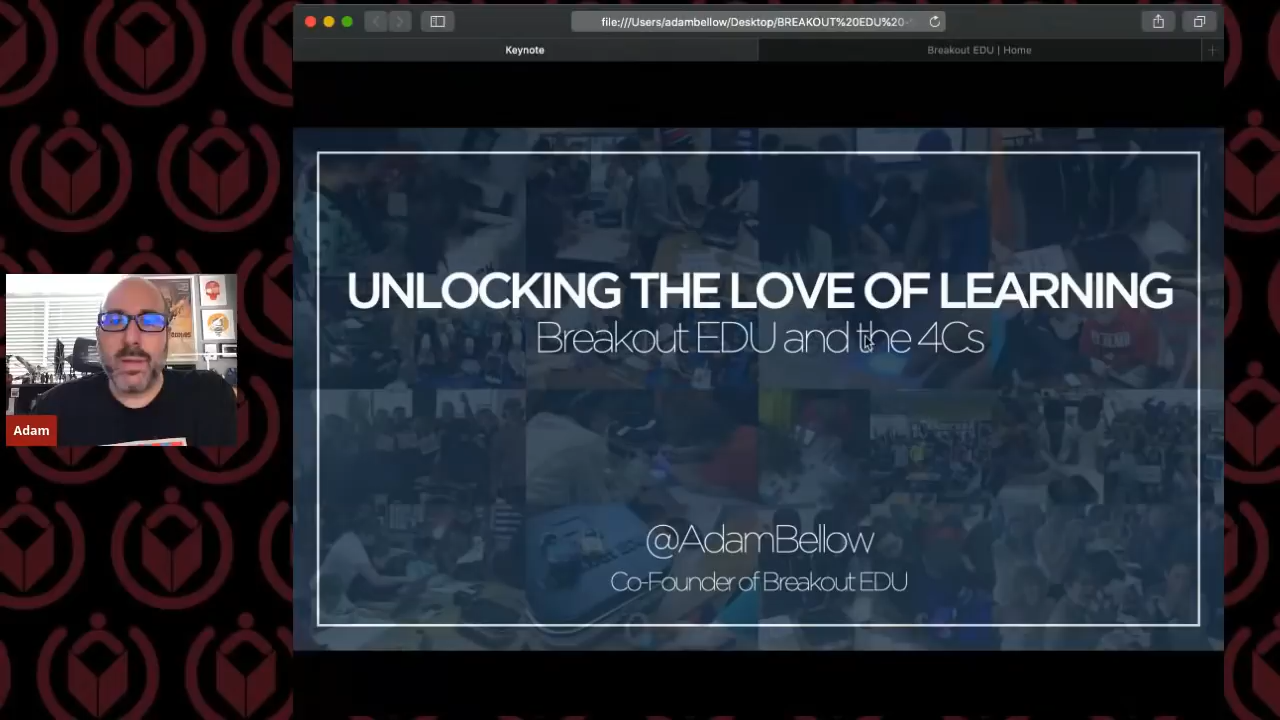 file:///Users/adambellow/Desktop/BREAKOUT%20EDU%20-
Keynote
Breakout EDU | Home
UNLOCKING THE LOVE OF LEARNING
Breakout EDU and the 4Cs
@AdamBellow
Co-Founder of Breakout EDU
Adam